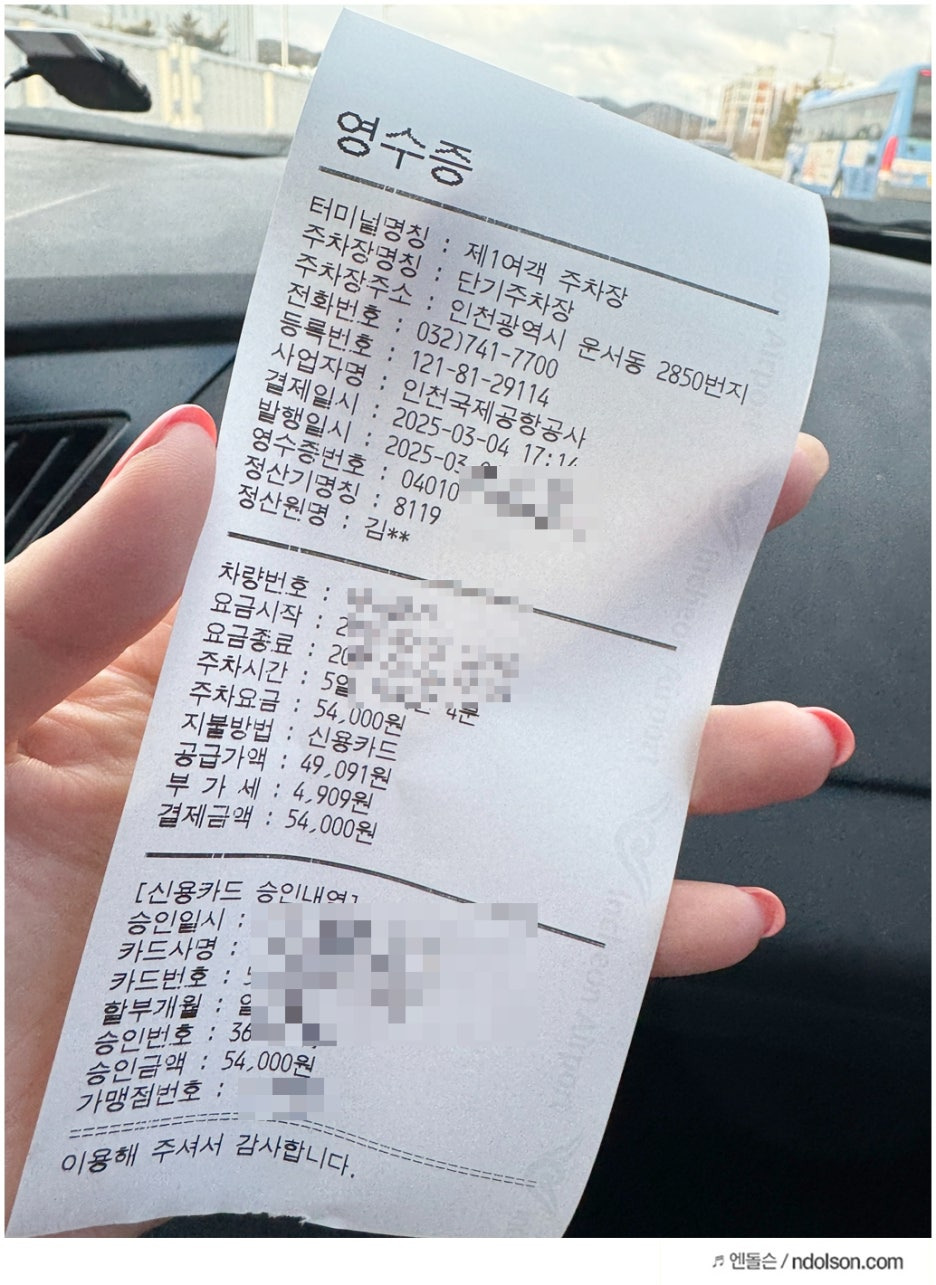 영수증
터미널명칭 : 제1여객 주차장
주차장명칭 : 단기주차장
주차장주소 : 인천광역시 운서동 2850번지
전화번호 : 032)741-7700
등록번호 : 121-81-29114
사업자명 : 인천국제공항공사
결제일시 : 2025-03-04 17:14
발행일시 : 2025-03
영수증번호 : 04010
정산기명칭 : 8119
정산원명 : 김**
차량번호 :
요금시작 : 2
요금종료 : 20
주차시간 : 5일 4분
주차요금 : 54,000원
지불방법 : 신용카드
공급가액 : 49,091원
부 가 세 : 4,909원
결제금액 : 54,000원
[신용카드 승인내역]
승인일시 :
카드사명 :
카드번호 : 5
할부개월 : 일
승인번호 : 36
승인금액 : 54,000원
가맹점번호 :
이용해 주셔서 감사합니다.
엔돌슨 / ndolson.com